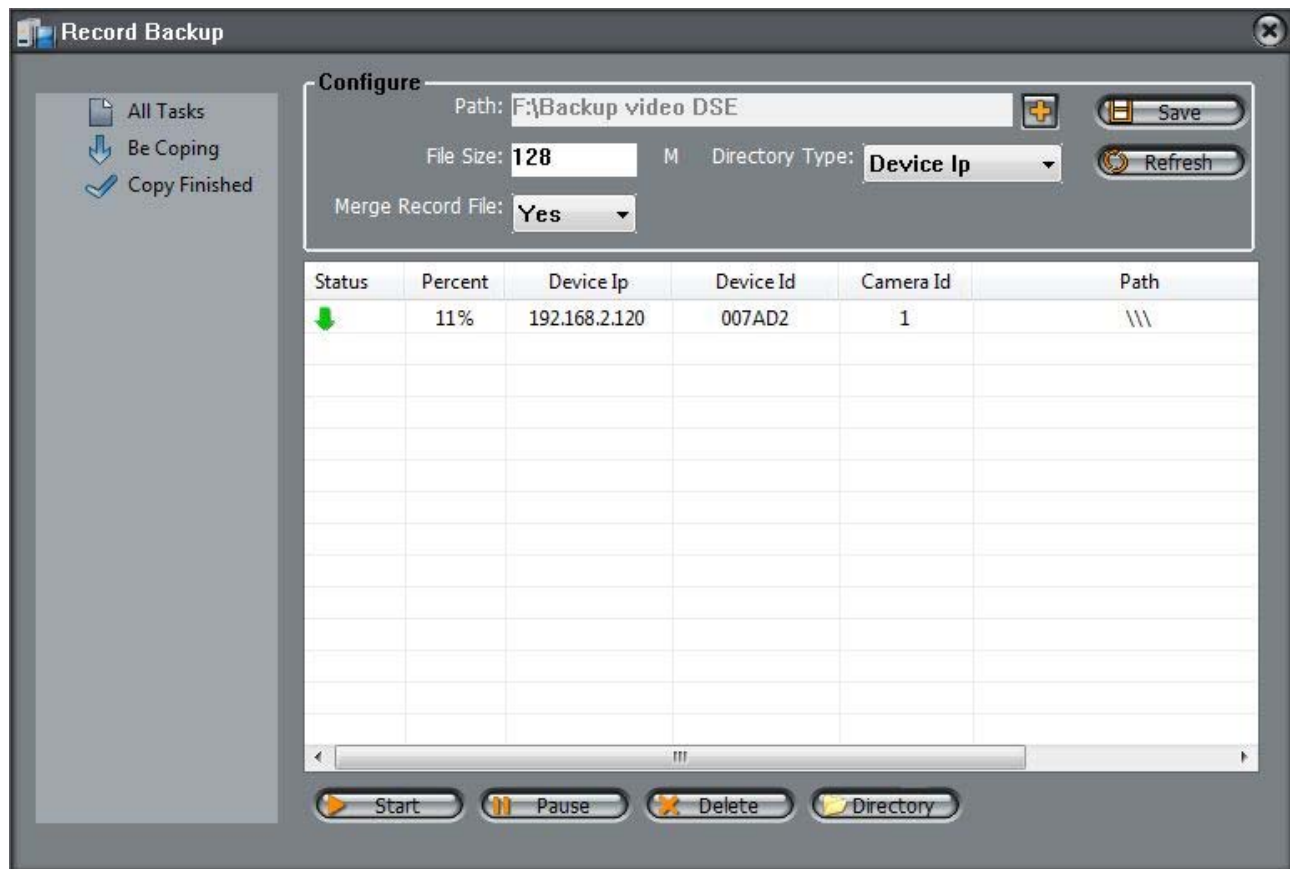 Record Backup
All Tasks
Be Coping
Copy Finished
Configure
Path: F:\Backup video DSE
Save
File Size: 128 M Directory Type: Device Ip
Refresh
Merge Record File: Yes
Status Percent Device Ip Device Id Camera Id Path
11% 192.168.2.120 007AD2 1 \\\
Start Pause Delete Directory